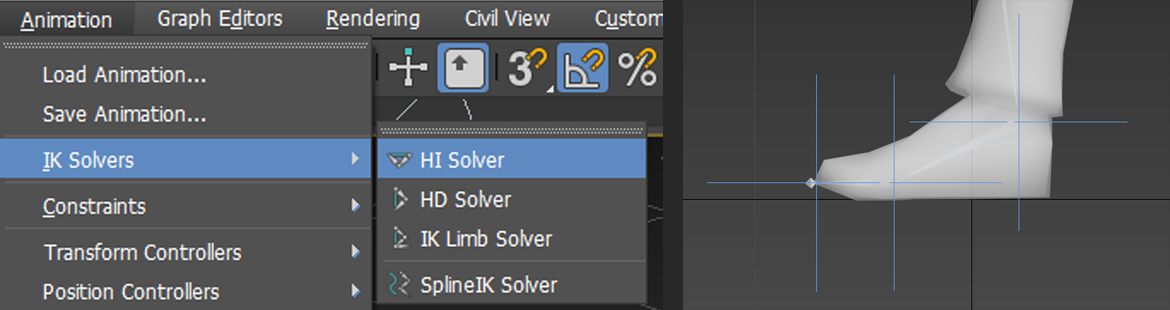 Animation Graph Editors Rendering Civil View Custom
3 %
Load Animation...
Save Animation...
IK Solvers
HI Solver
HD Solver
Constraints
IK Limb Solver
Transform Controllers
SplineIK Solver
Position Controllers